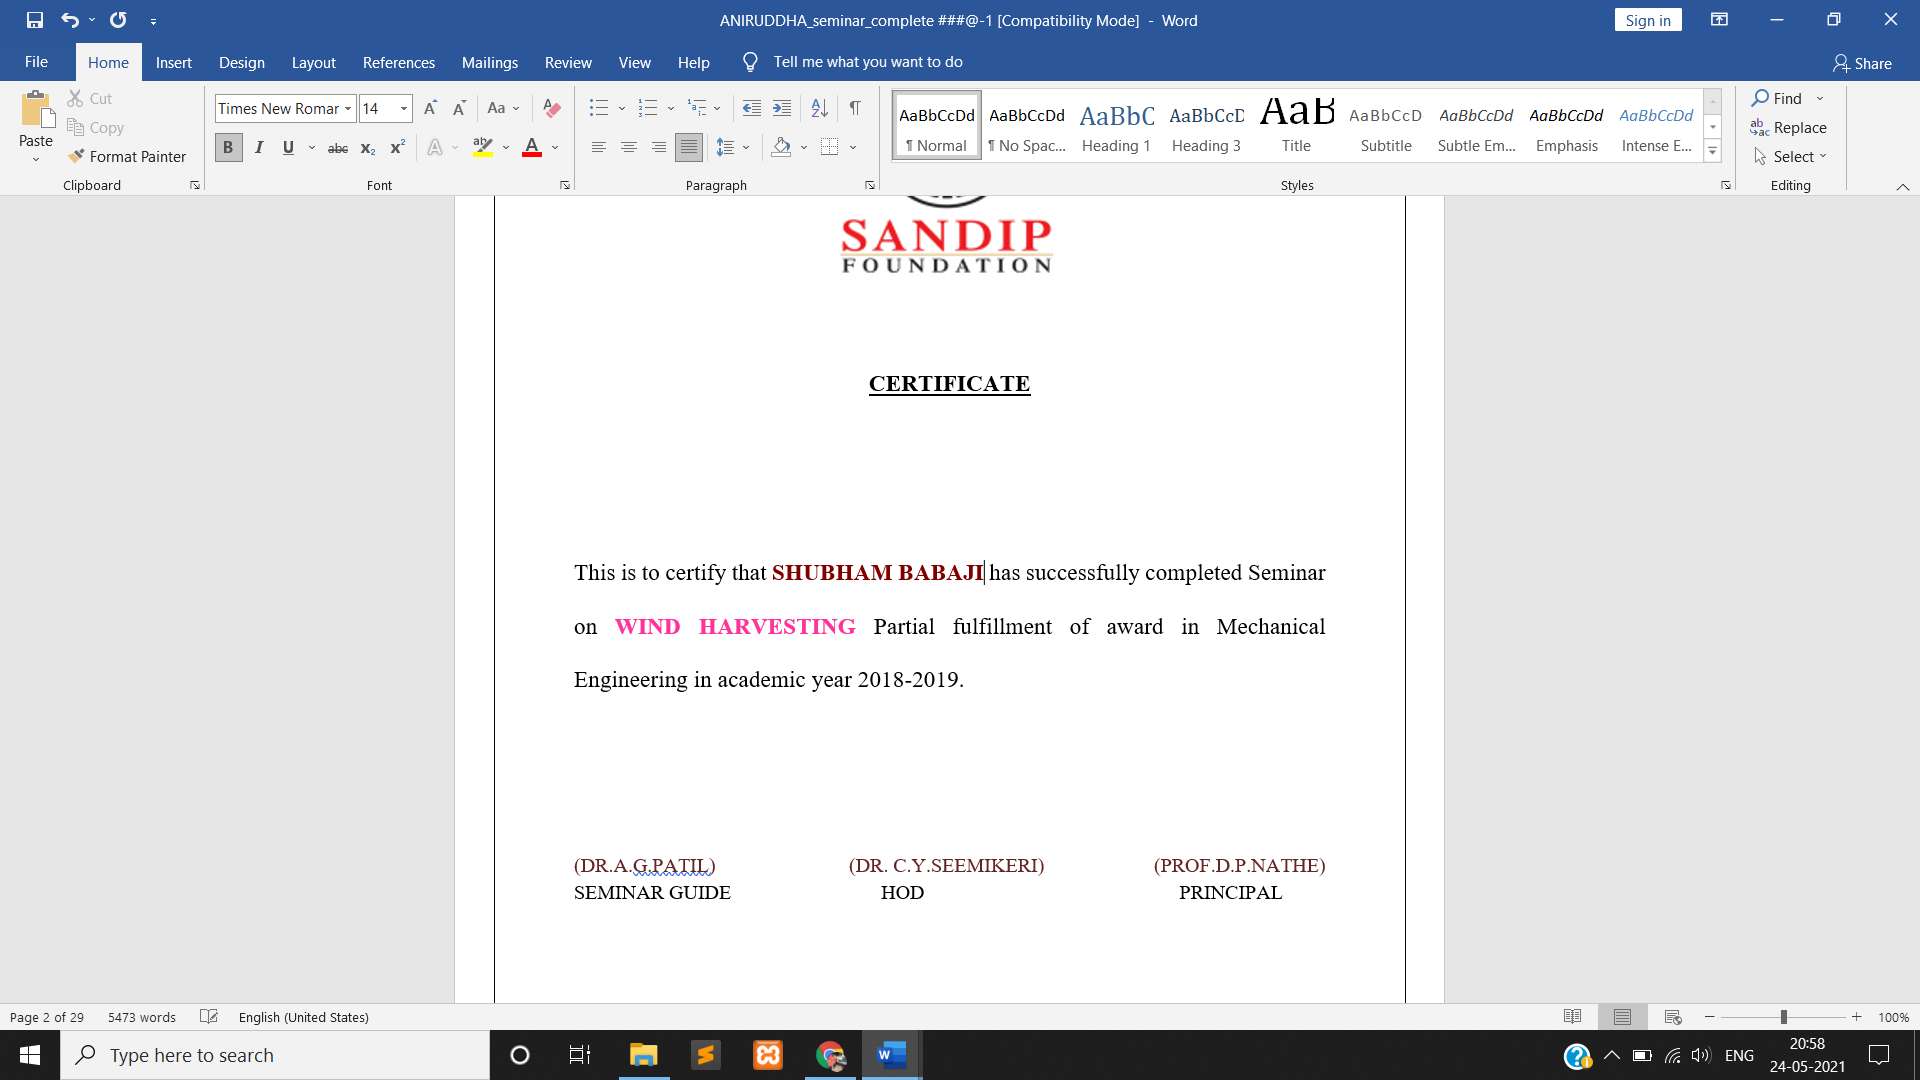 ANIRUDDHA_seminar_complete ###@-1 [Compatibility Mode] - Word
Sign in
File Home Insert Design Layout References Mailings Review View Help Tell me what you want to do Share
Paste
Cut
Copy
Format Painter
Clipboard
Times New Romar 14
Aa
B I U abc x2 x2 A ab A
Font
Paragraph
AaBbCcDd AaBbCcDd AaBbC AaBbCcD AaB AaBbCcD AaBbCcDd AaBbCcDd AaBbCcDd
¶ Normal ¶ No Spac... Heading 1 Heading 3 Title Subtitle Subtle Em... Emphasis Intense E...
Styles
Find
Replace
Select
Editing
SANDIP
FOUNDATION
CERTIFICATE
This is to certify that SHUBHAM BABAJI has successfully completed Seminar
on WIND HARVESTING Partial fulfillment of award in Mechanical
Engineering in academic year 2018-2019.
(DR.A.G.PATIL) (DR. C.Y.SEEMIKERI) (PROF.D.P.NATHE)
SEMINAR GUIDE HOD PRINCIPAL
Page 2 of 29 5473 words English (United States) 100%
Type here to search
ENG
20:58
24-05-2021